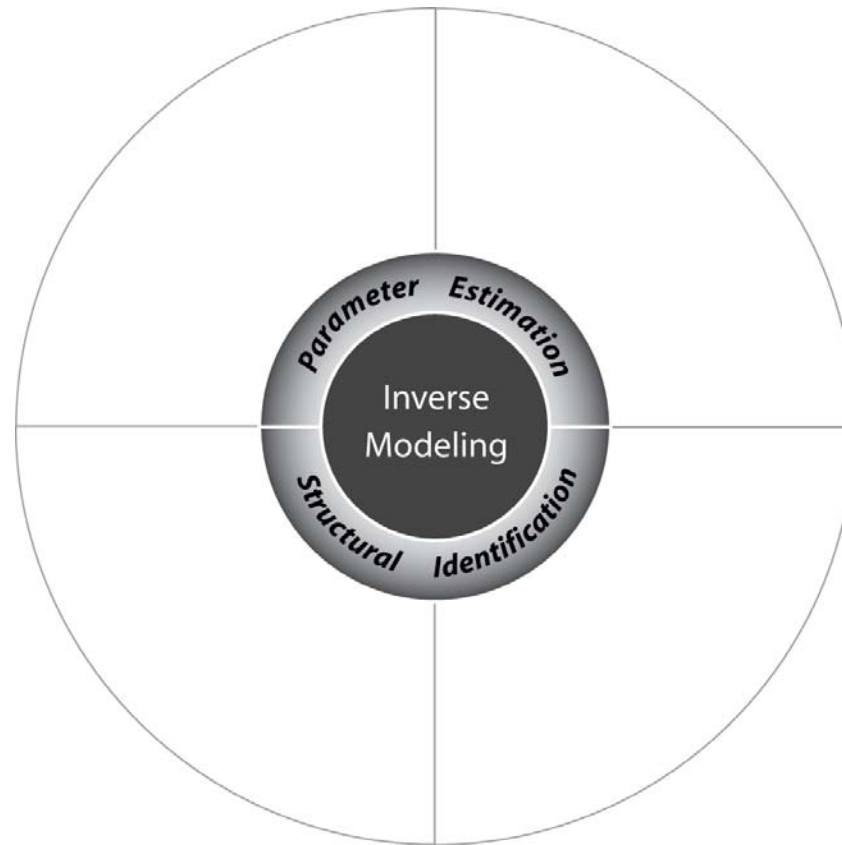 Parameter Estimation
Inverse
Modeling
Structural Identification